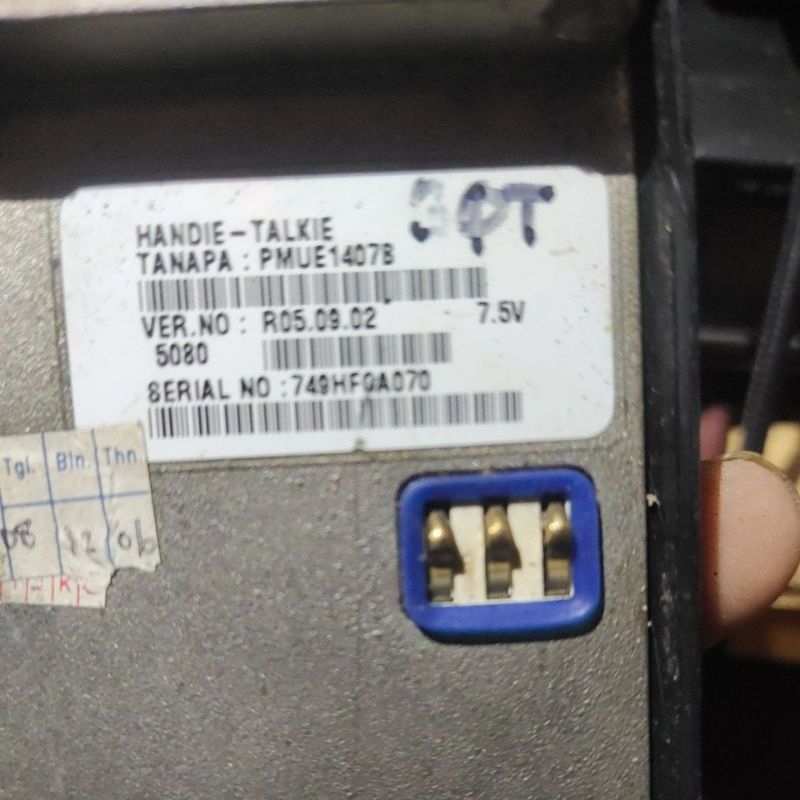 3PT
HANDIE-TALKIE
TANAPA : PMUE1407B
VER.NO : R05.09.02 7.5V
5080
SERIAL NO :749HFQA070
Tgl. Bln. Thn.
08 12 06